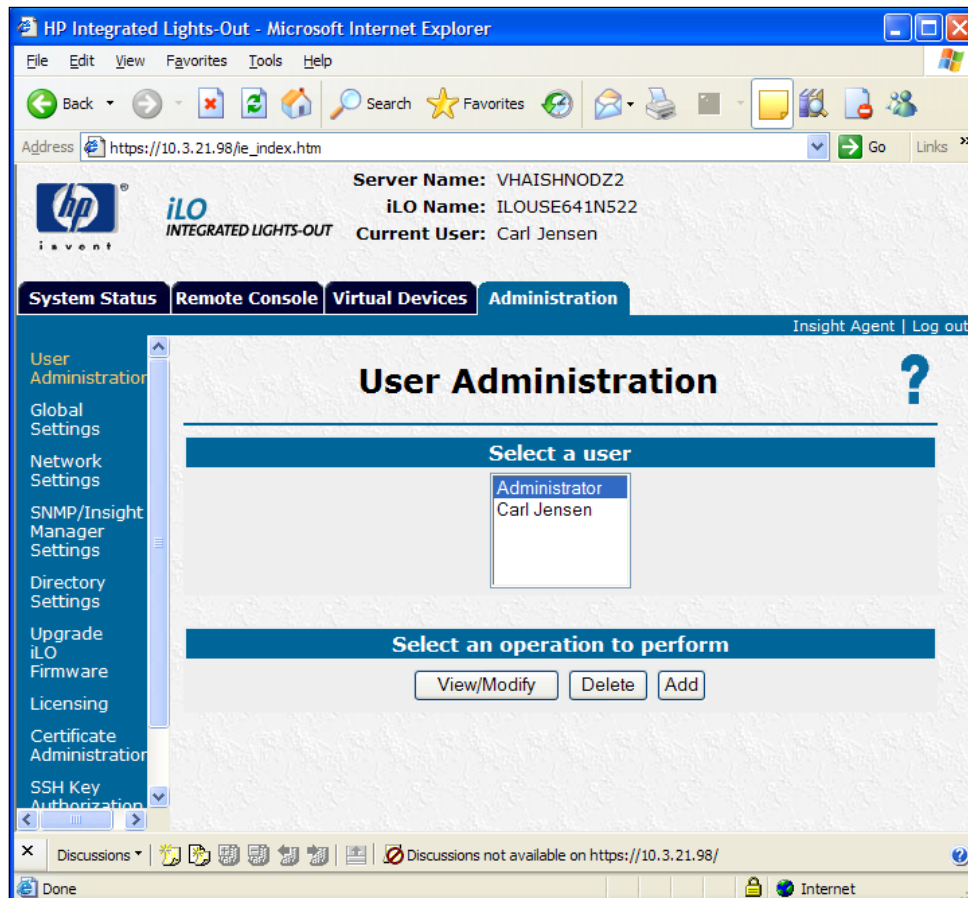 HP Integrated Lights-Out - Microsoft Internet Explorer
File Edit View Favorites Tools Help
Back Search Favorites
Address https://10.3.21.98/ie_index.htm Go Links »
hp ®
invent
iLO
INTEGRATED LIGHTS-OUT
Server Name: VHAISHNODZ2
iLO Name: ILOUSE641N522
Current User: Carl Jensen
System Status Remote Console Virtual Devices Administration
Insight Agent | Log out
User
Administration
Global
Settings
Network
Settings
SNMP/Insight
Manager
Settings
Directory
Settings
Upgrade
iLO
Firmware
Licensing
Certificate
Administration
SSH Key
Authorization
User Administration
?
Select a user
Administrator
Carl Jensen
Select an operation to perform
View/Modify Delete Add
× Discussions Discussions not available on https://10.3.21.98/
Done Internet